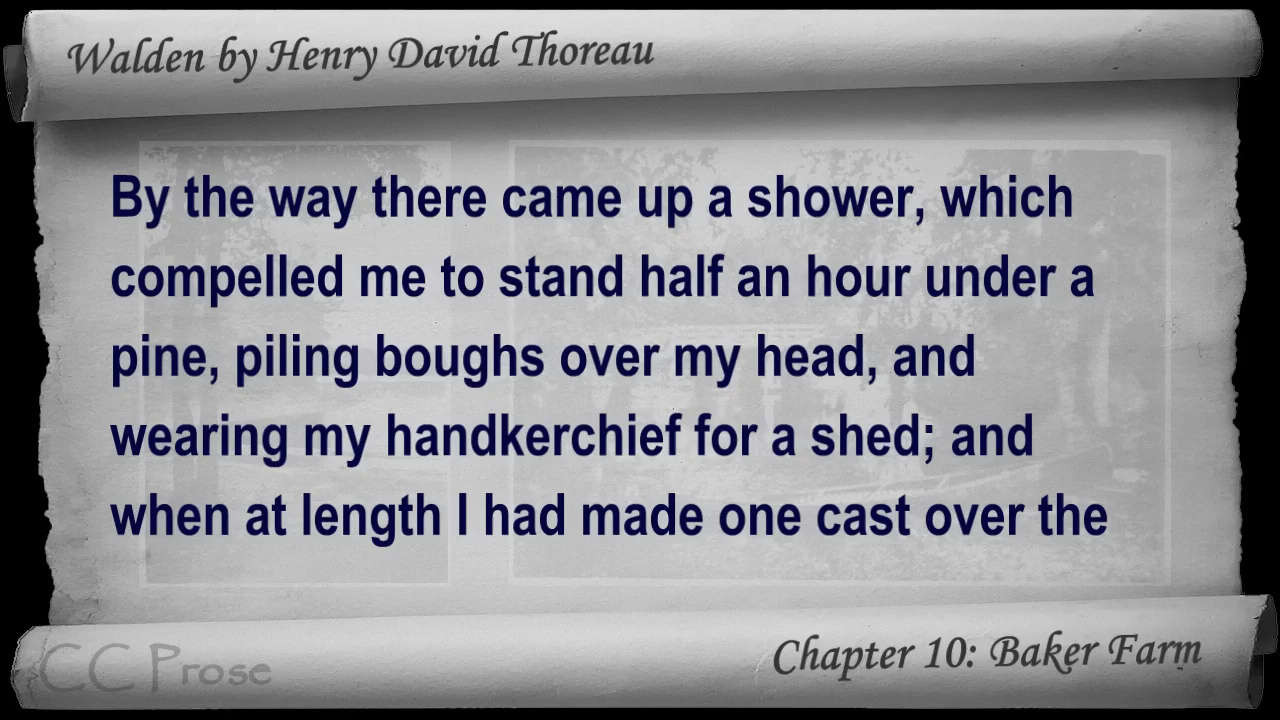 Walden by Henry David Thoreau
By the way there came up a shower, which
compelled me to stand half an hour under a
pine, piling boughs over my head, and
wearing my handkerchief for a shed; and
when at length I had made one cast over the
CC Prose
Chapter 10: Baker Farm